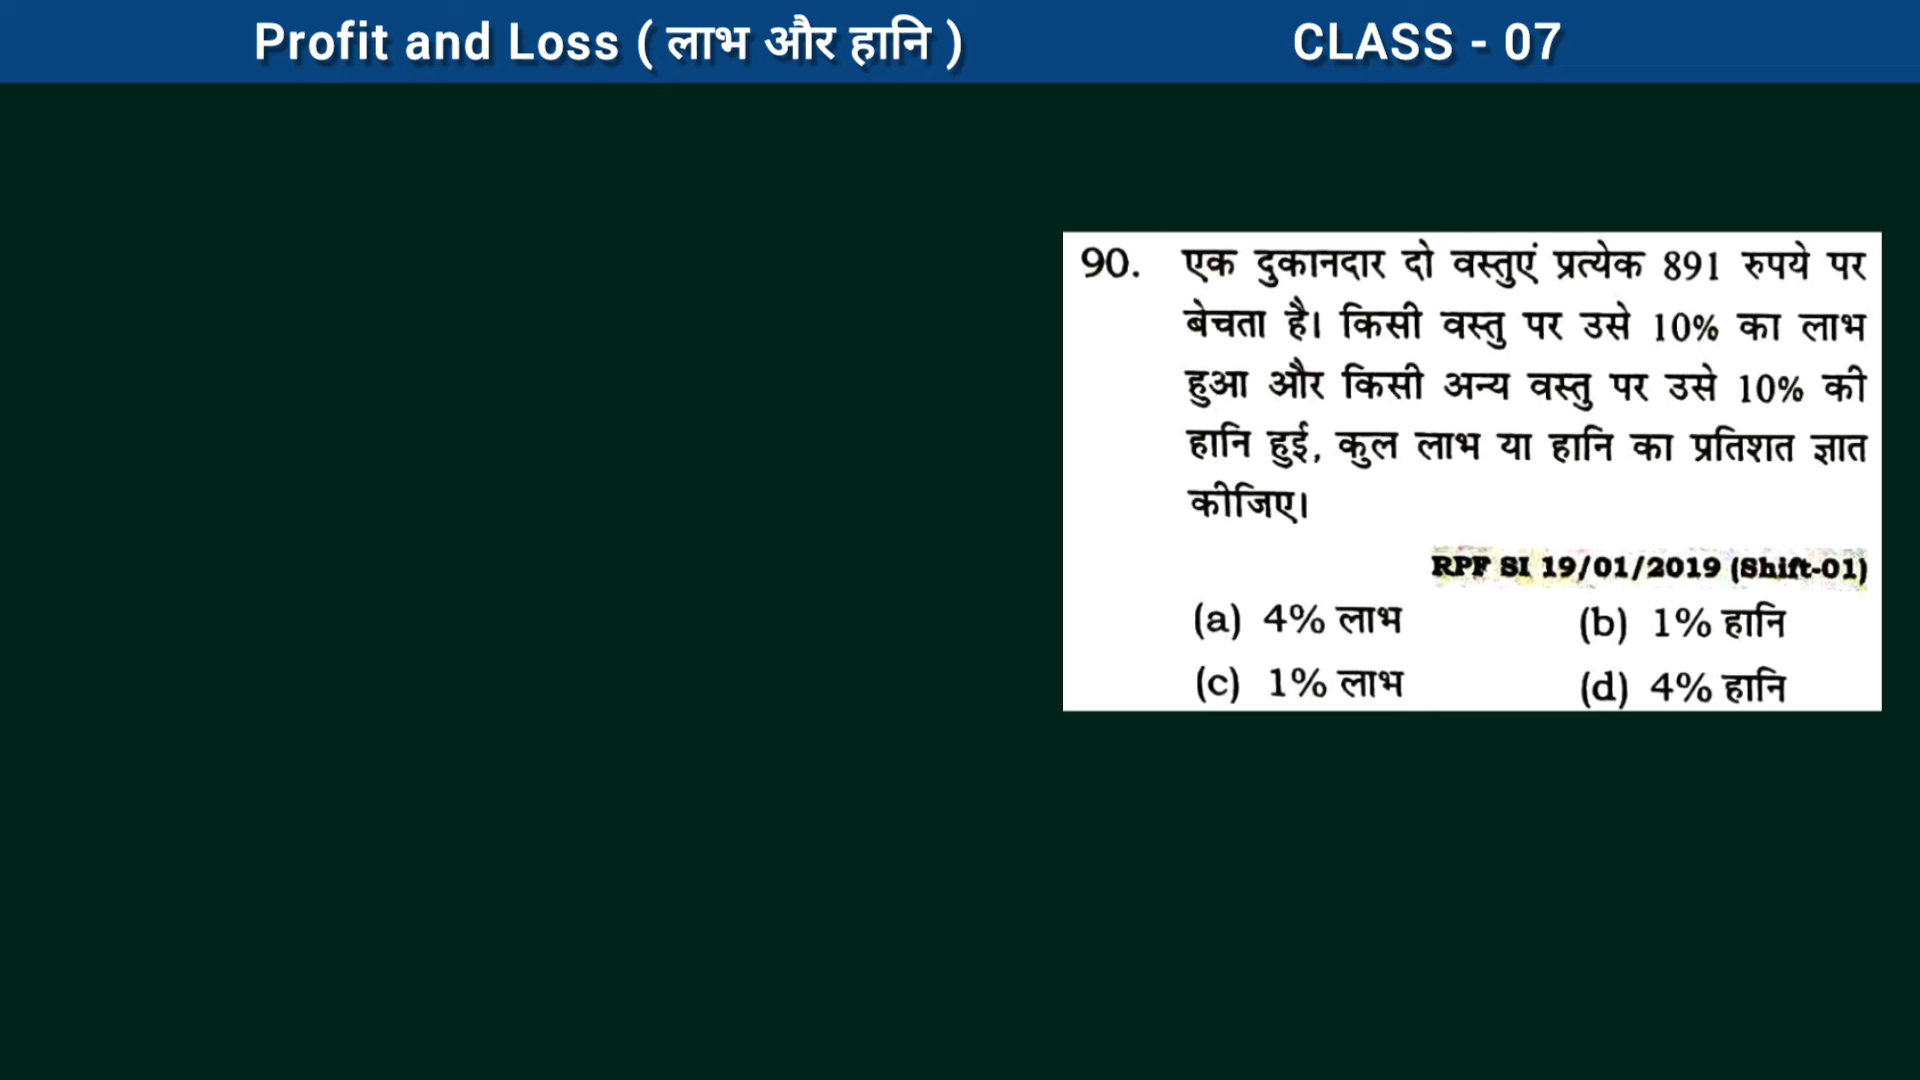 Profit and Loss ( लाभ और हानि )
CLASS - 07
90. एक दुकानदार दो वस्तुएं प्रत्येक 891 रुपये पर
बेचता है। किसी वस्तु पर उसे 10% का लाभ
हुआ और किसी अन्य वस्तु पर उसे 10% की
हानि हुई, कुल लाभ या हानि का प्रतिशत ज्ञात
कीजिए।
RPF SI 19/01/2019 (Shift-01)
(a) 4% लाभ (b) 1% हानि
(c) 1% लाभ (d) 4% हानि